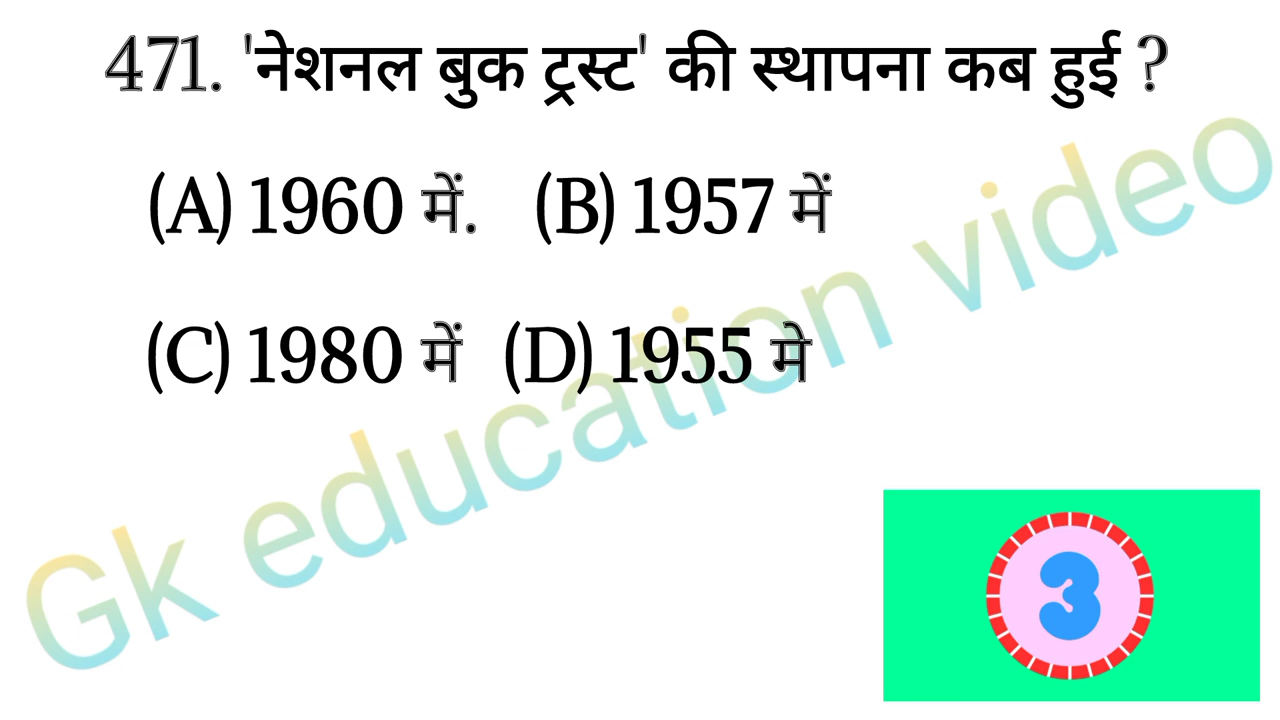 471. 'नेशनल बुक ट्रस्ट' की स्थापना कब हुई ?
(A) 1960 में. (B) 1957 में
(C) 1980 में (D) 1955 मे
Gk education video
3